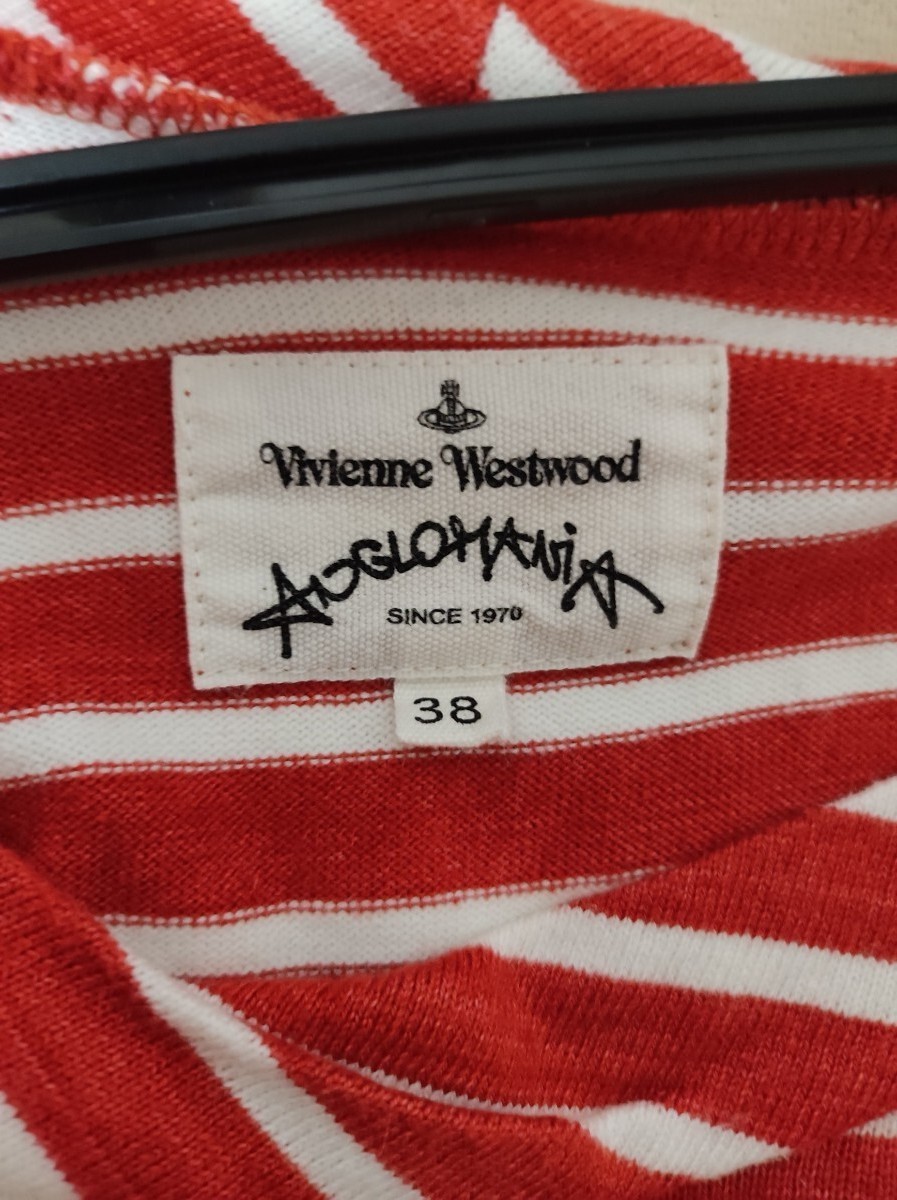 Vivienne Westwood
ANGLOMANiA
SINCE 1970
38